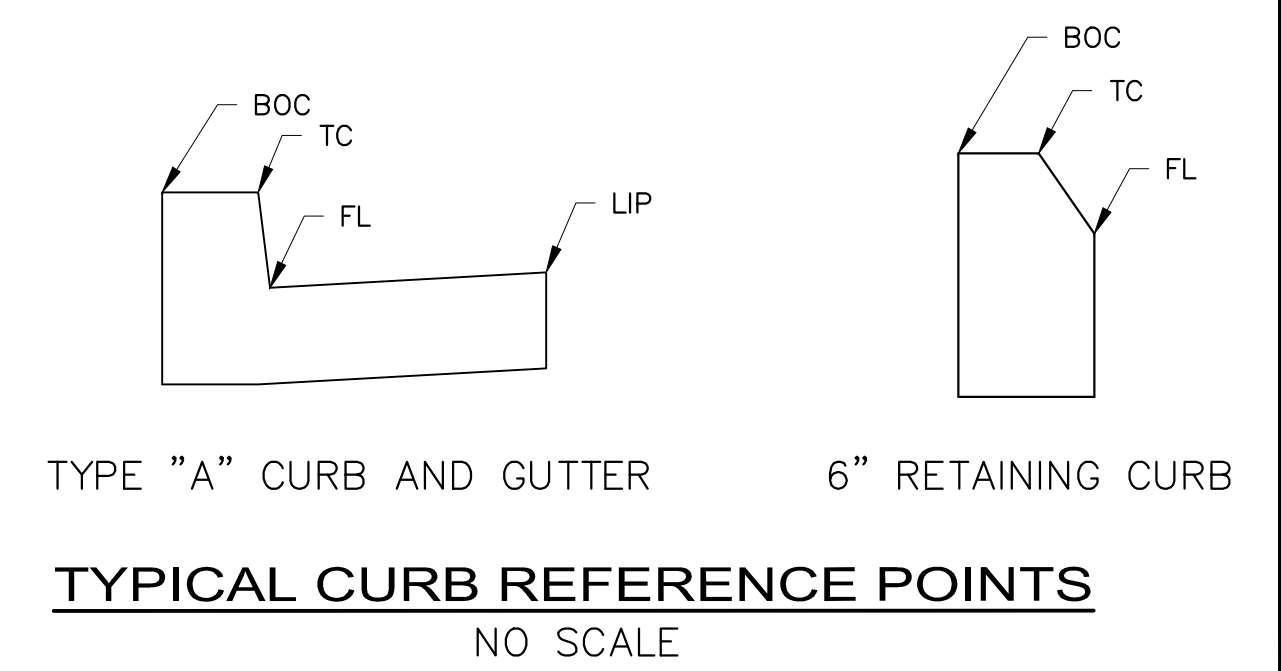 BOC
TC
FL
LIP
TYPE "A" CURB AND GUTTER
BOC
TC
FL
6" RETAINING CURB
TYPICAL CURB REFERENCE POINTS
NO SCALE